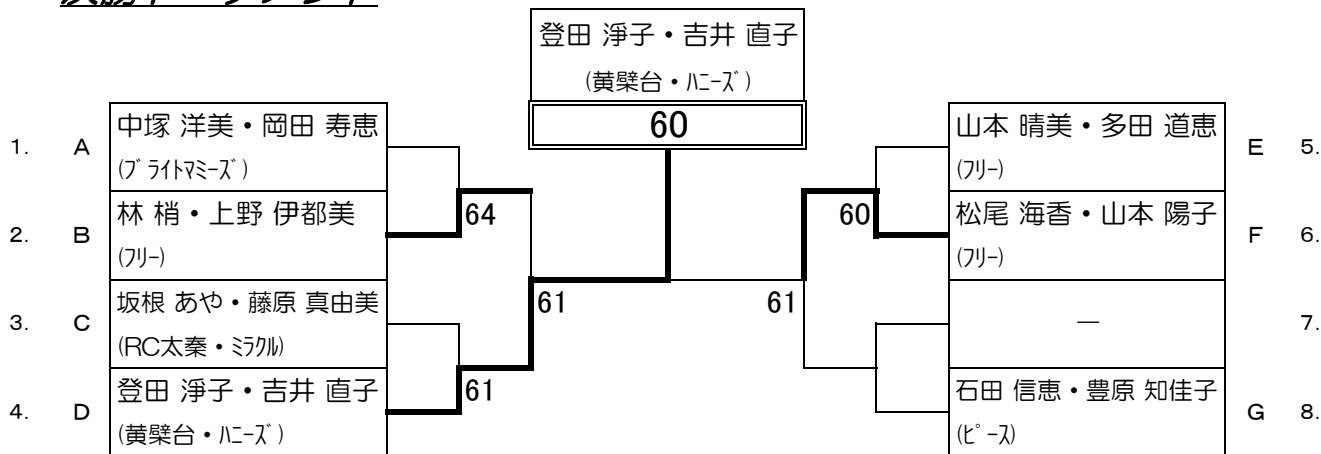 登田 淨子・吉井 直子
(黄檗台・ﾊﾆｰｽﾞ)
60
1. A 中塚 洋美・岡田 寿恵
(ﾌﾞﾗｲﾄﾏﾐｰｽﾞ)
2. B 林 梢・上野 伊都美
(ﾌﾘｰ)
64
3. C 坂根 あや・藤原 真由美
(RC太秦・ﾐﾗｸﾙ)
4. D 登田 淨子・吉井 直子
(黄檗台・ﾊﾆｰｽﾞ)
61
61
山本 晴美・多田 道恵 E 5.
(ﾌﾘｰ)
60
松尾 海香・山本 陽子 F 6.
(ﾌﾘｰ)
61
― 7.
石田 信恵・豊原 知佳子 G 8.
(ﾋﾟｰｽ)